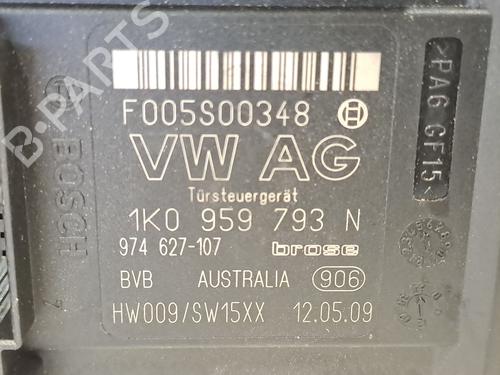 F005S00348
VW AG
Türsteuergerät
1K0 959 793 N
974 627-107 brose
BVB AUSTRALIA 906
HW009/SW15XX 12.05.09
BOSCH
>PA6 GF15<
B-PARTS